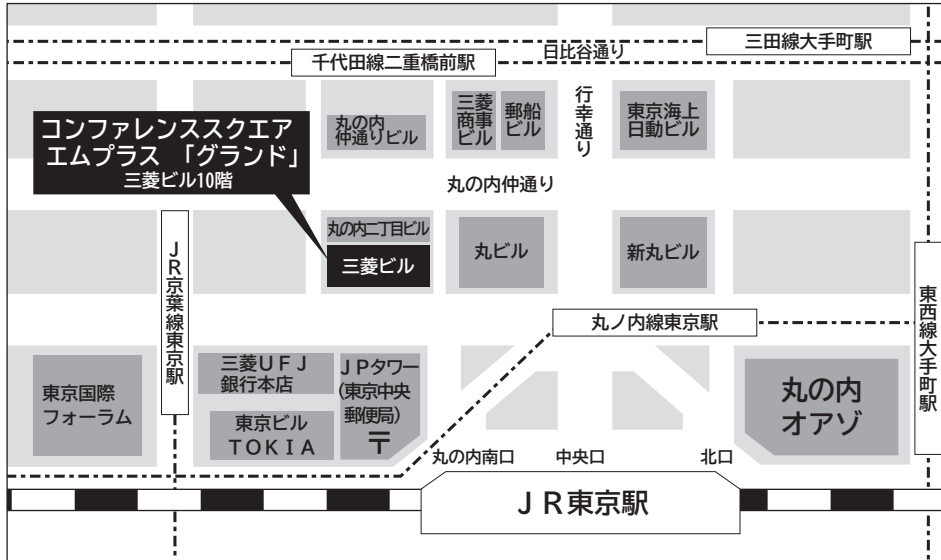 三田線大手町駅
日比谷通り
千代田線二重橋前駅
コンファレンススクエア
エムプラス 「グランド」
三菱ビル10階
丸の内
仲通りビル
三菱
商事
ビル
郵船
ビル
行幸通り
東京海上
日動ビル
丸の内仲通り
丸の内二丁目ビル
三菱ビル
丸ビル
新丸ビル
JR京葉線東京駅
丸ノ内線東京駅
東西線大手町駅
東京国際
フォーラム
三菱UFJ
銀行本店
東京ビル
TOKIA
JPタワー
(東京中央
郵便局)
〒
丸の内
オアゾ
丸の内南口
中央口
北口
JR東京駅